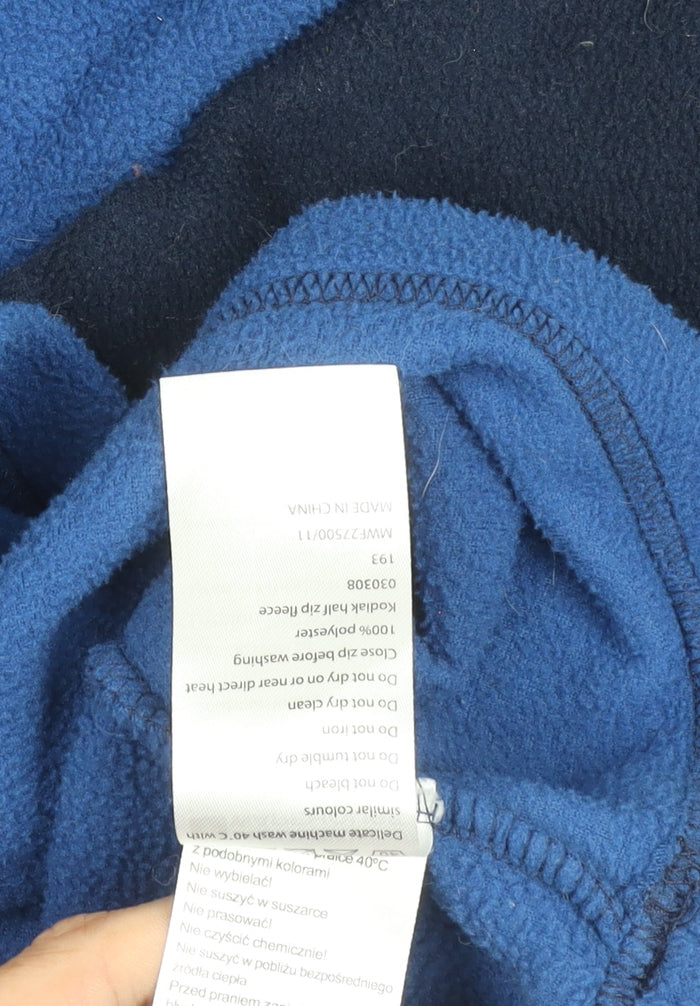 Delicate machine wash 40°C with
similar colours
Do not bleach
Do not tumble dry
Do not iron
Do not dry clean
Do not dry on or near direct heat
Close zip before washing
100% polyester
Kodiak half zip fleece
030308
193
MWF27500/11
MADE IN CHINA
40°C
z podobnymi kolorami
Nie wybielać!
Nie suszyć w suszarce
Nie prasować!
Nie czyścić chemicznie!
Nie suszyć w pobliżu bezpośredniego
źródła ciepła
Przed praniem